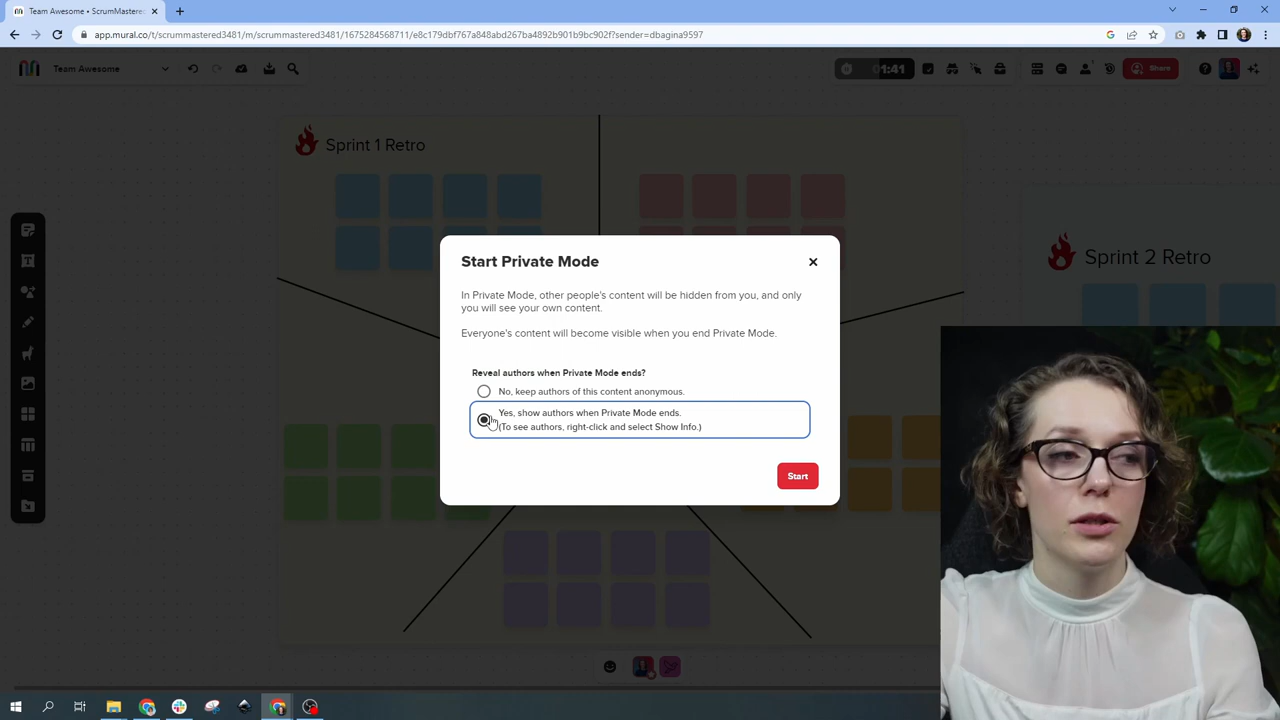 Team Awesome • ScrumMastere
app.mural.co/t/scrummastered3481/m/scrummastered3481/1675284568711/e8c179dbf767a848abd267ba4892b901b9bc902f?sender=dbagina9597
Team Awesome
01:41
Share
Sprint 1 Retro
Sprint 2 Retro
Start Private Mode
In Private Mode, other people's content will be hidden from you, and only
you will see your own content.
Everyone's content will become visible when you end Private Mode.
Reveal authors when Private Mode ends?
No, keep authors of this content anonymous.
Yes, show authors when Private Mode ends.
(To see authors, right-click and select Show Info.)
Start